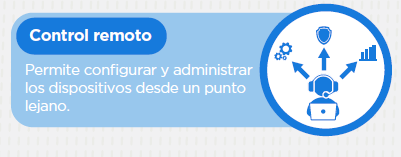 Control remoto
Permite configurar y administrar
los dispositivos desde un punto
lejano.